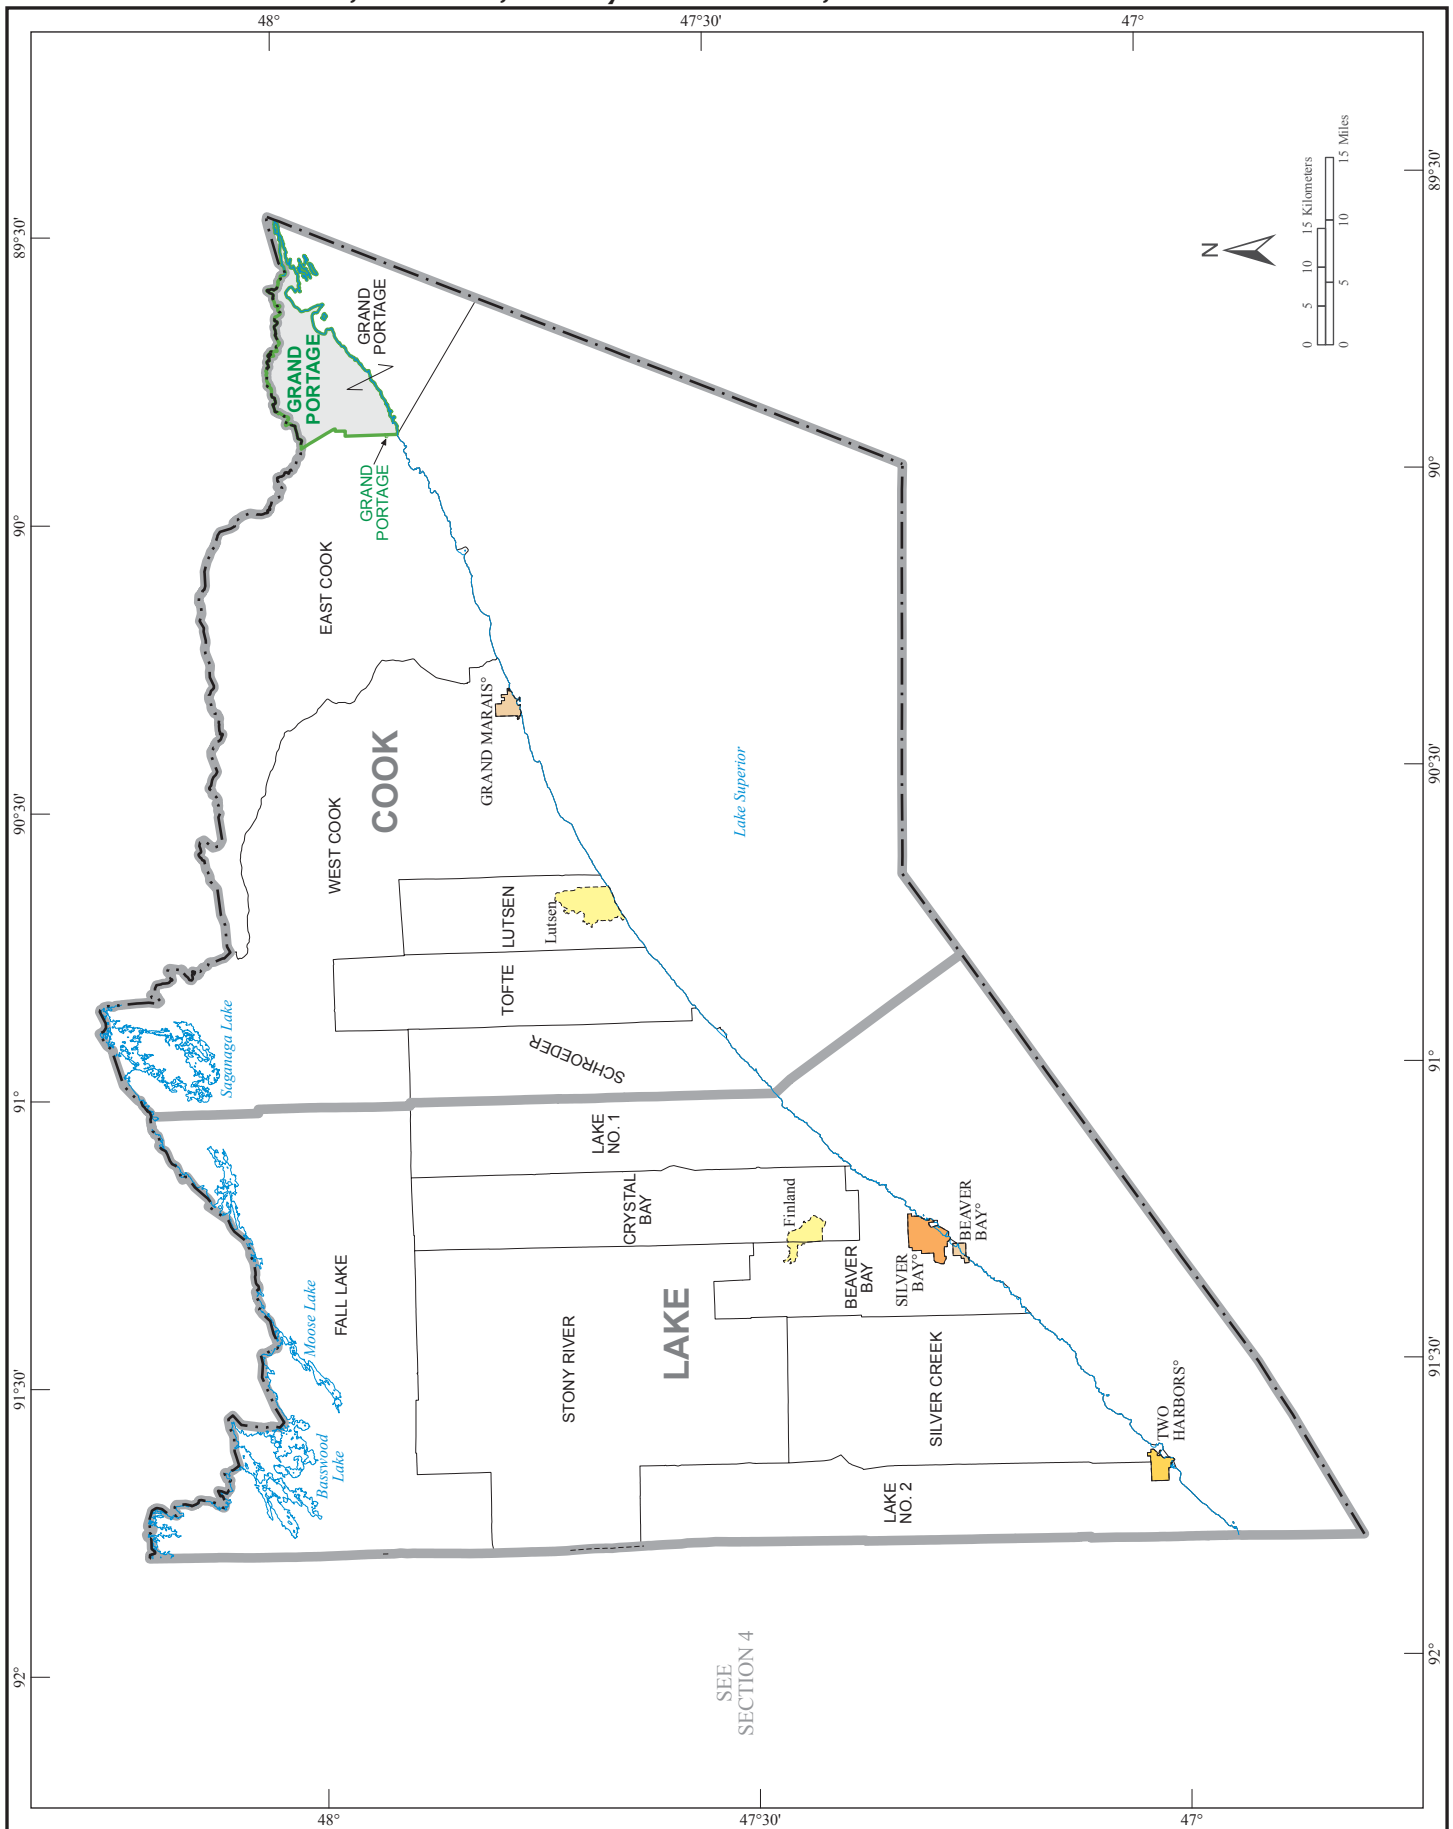 48°
47°30'
47°
89°30'
90°
90°30'
91°
91°30'
92°
89°30'
90°
90°30'
91°
91°30'
92°
48°
47°30'
47°
N
0 5 10 15 Kilometers
0 5 10 15 Miles
GRAND
PORTAGE
GRAND
PORTAGE
GRAND
PORTAGE
EAST COOK
GRAND MARAIS°
COOK
WEST COOK
Lake Superior
LUTSEN
Lutsen
TOFTE
SCHROEDER
Saganaga Lake
LAKE
NO. 1
CRYSTAL
BAY
Finland
BEAVER
BAY
SILVER
BAY°
BEAVER
BAY°
FALL LAKE
Moose Lake
LAKE
STONY RIVER
SILVER CREEK
TWO
HARBORS°
Basswood
Lake
LAKE
NO. 2
SEE
SECTION 4